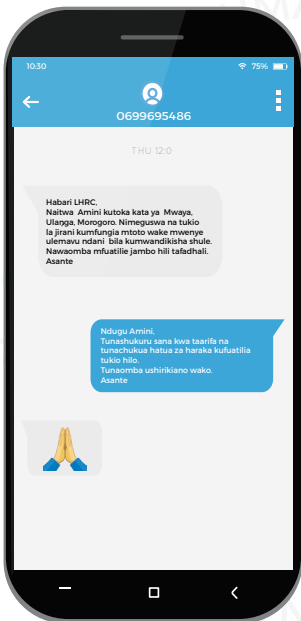 10:30
75%
0699695486
THU 12:0
Habari LHRC,
Naitwa Amini kutoka kata ya Mwaya,
Ulanga, Morogoro. Nimeguswa na tukio
la jirani kumfungia mtoto wake mwenye
ulemavu ndani bila kumwandikisha shule.
Nawaomba mfuatilie jambo hili tafadhali.
Asante
Ndugu Amini,
Tunashukuru sana kwa taarifa na
tunachukua hatua za haraka kufuatilia
tukio hilo.
Tunaomba ushirikiano wako.
Asante